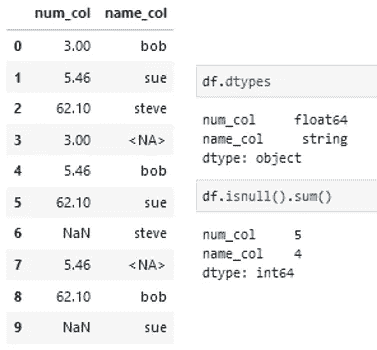 num_col name_col
0 3.00 bob
1 5.46 sue
2 62.10 steve
3 3.00 <NA>
4 5.46 bob
5 62.10 sue
6 NaN steve
7 5.46 <NA>
8 62.10 bob
9 NaN sue
df.dtypes
num_col float64
name_col string
dtype: object
df.isnull().sum()
num_col 5
name_col 4
dtype: int64